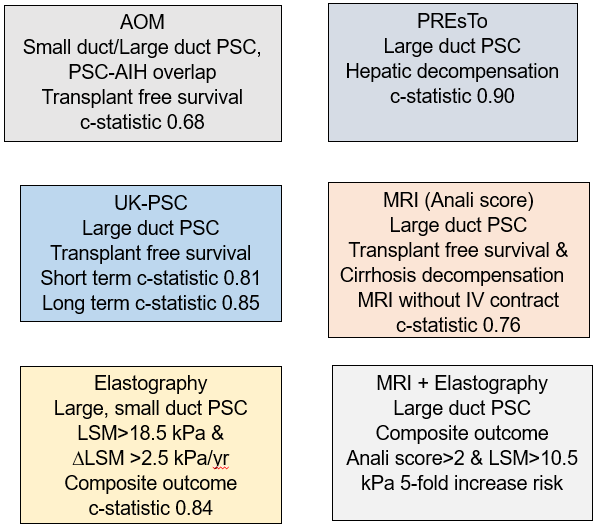 AOM
Small duct/Large duct PSC,
PSC-AIH overlap
Transplant free survival
c-statistic 0.68
PREsTo
Large duct PSC
Hepatic decompensation
c-statistic 0.90
UK-PSC
Large duct PSC
Transplant free survival
Short term c-statistic 0.81
Long term c-statistic 0.85
MRI (Anali score)
Large duct PSC
Transplant free survival &
Cirrhosis decompensation
MRI without IV contract
c-statistic 0.76
Elastography
Large, small duct PSC
LSM>18.5 kPa &
∆LSM >2.5 kPa/yr
Composite outcome
c-statistic 0.84
MRI + Elastography
Large duct PSC
Composite outcome
Anali score>2 & LSM>10.5
kPa 5-fold increase risk